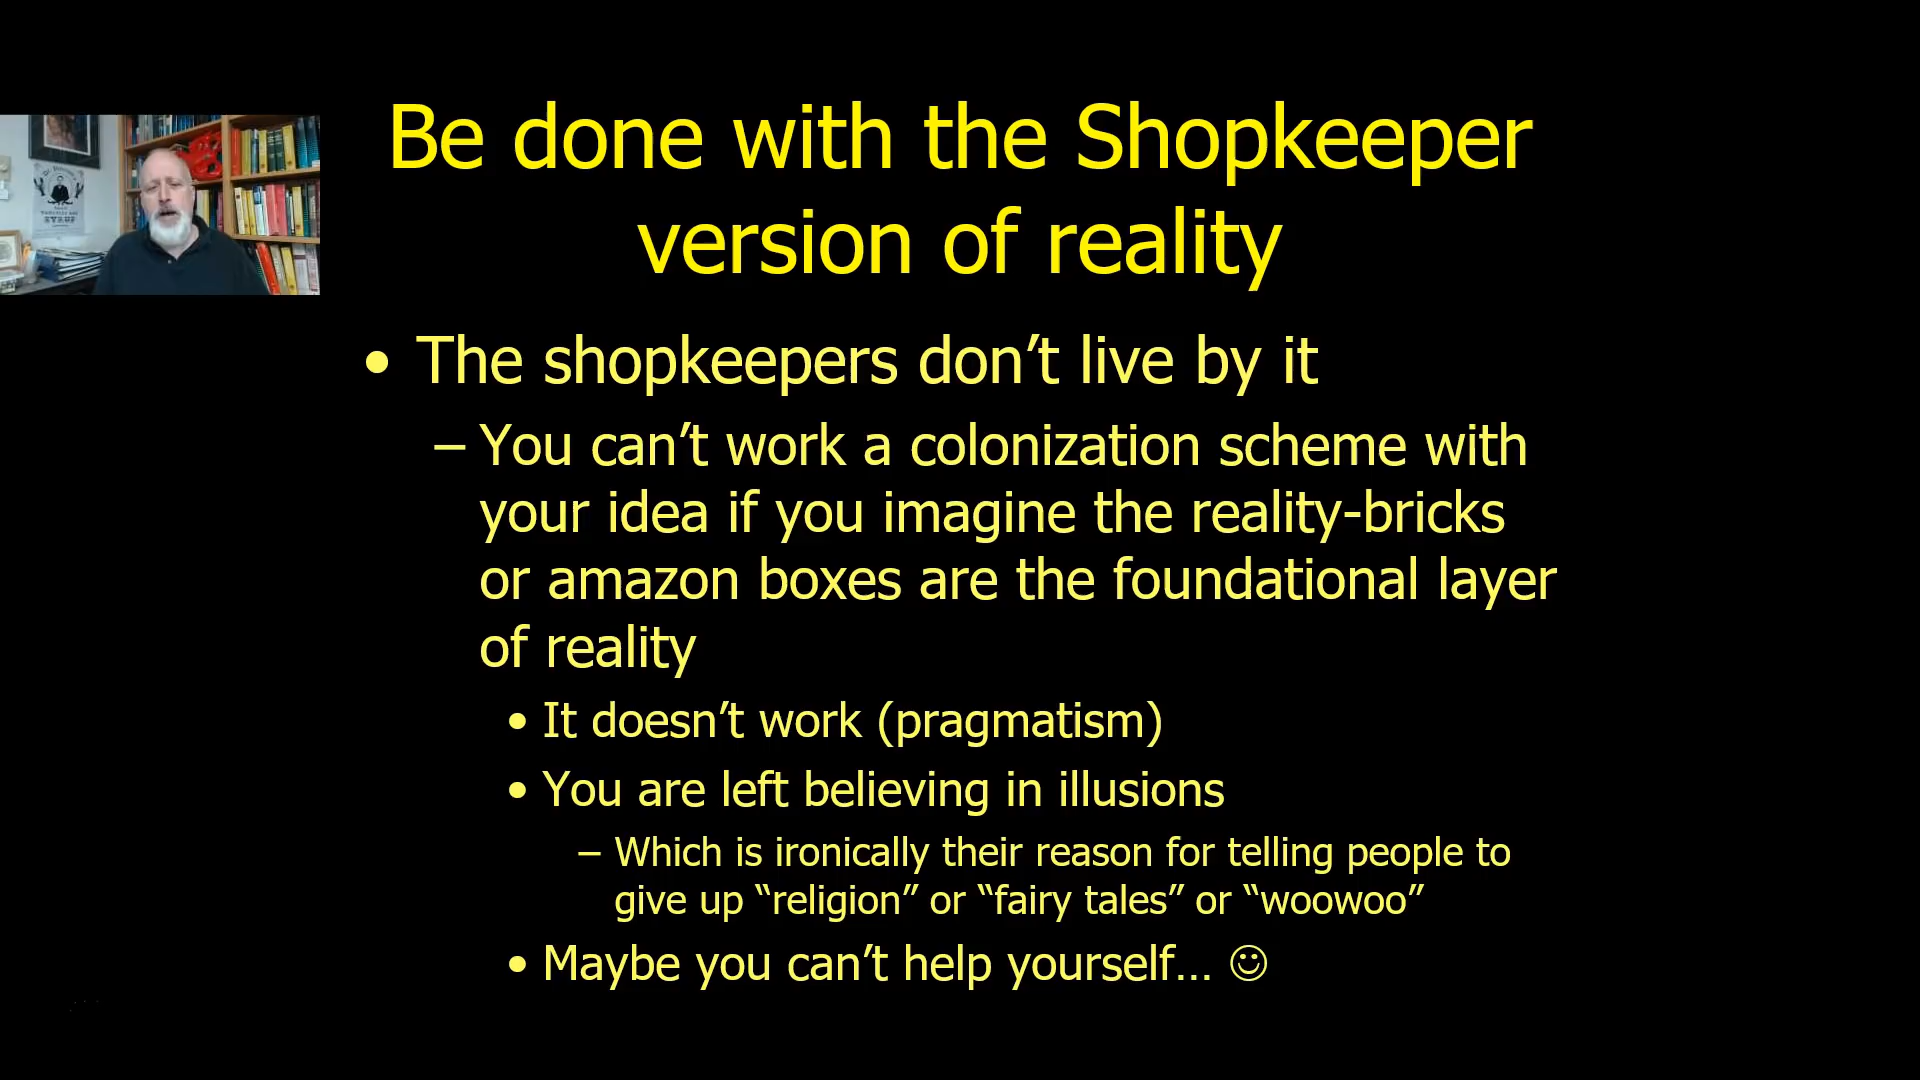 Be done with the Shopkeeper
version of reality
• The shopkeepers don’t live by it
– You can’t work a colonization scheme with
your idea if you imagine the reality-bricks
or amazon boxes are the foundational layer
of reality
• It doesn’t work (pragmatism)
• You are left believing in illusions
– Which is ironically their reason for telling people to
give up “religion” or “fairy tales” or “woowoo”
• Maybe you can’t help yourself… ☺
SYRUP